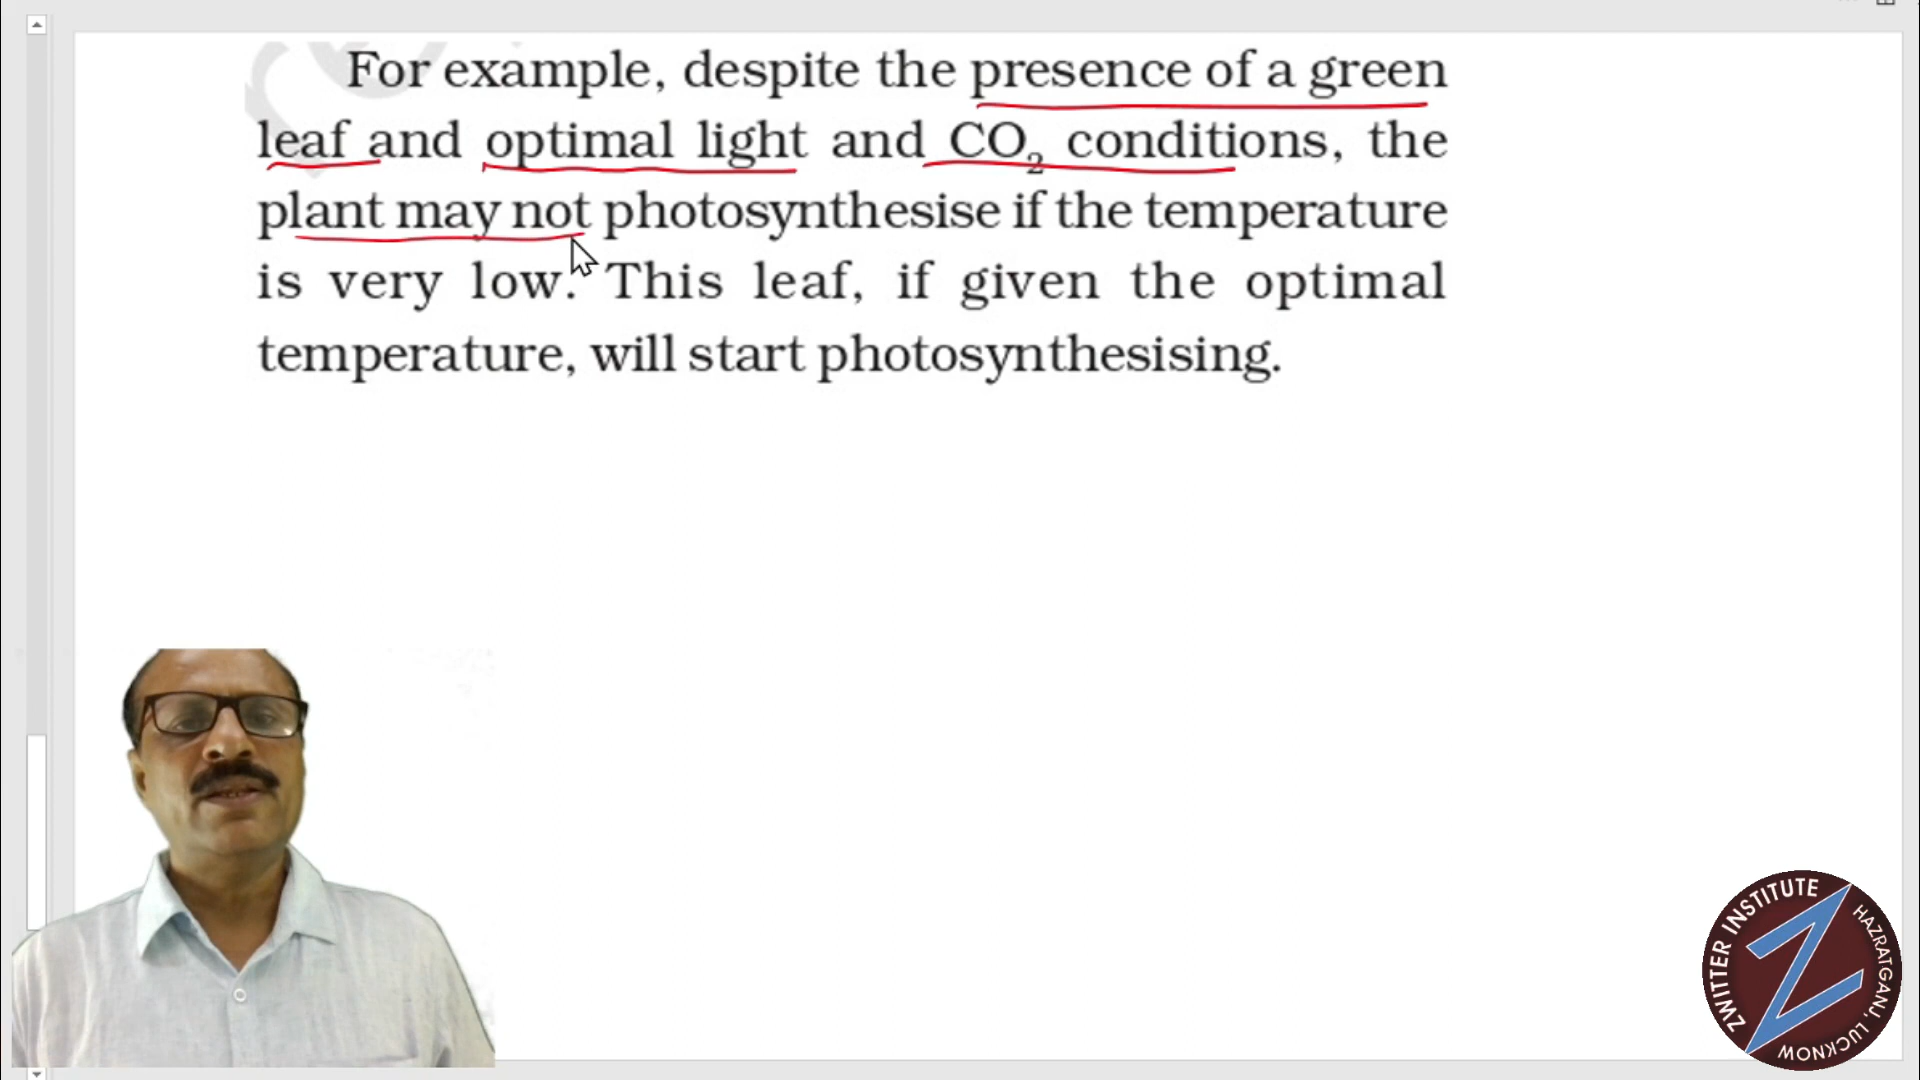 For example, despite the presence of a green
leaf and optimal light and CO₂ conditions, the
plant may not photosynthesise if the temperature
is very low. This leaf, if given the optimal
temperature, will start photosynthesising.
ZWITTER INSTITUTE
HAZRATGANJ, LUCKNOW